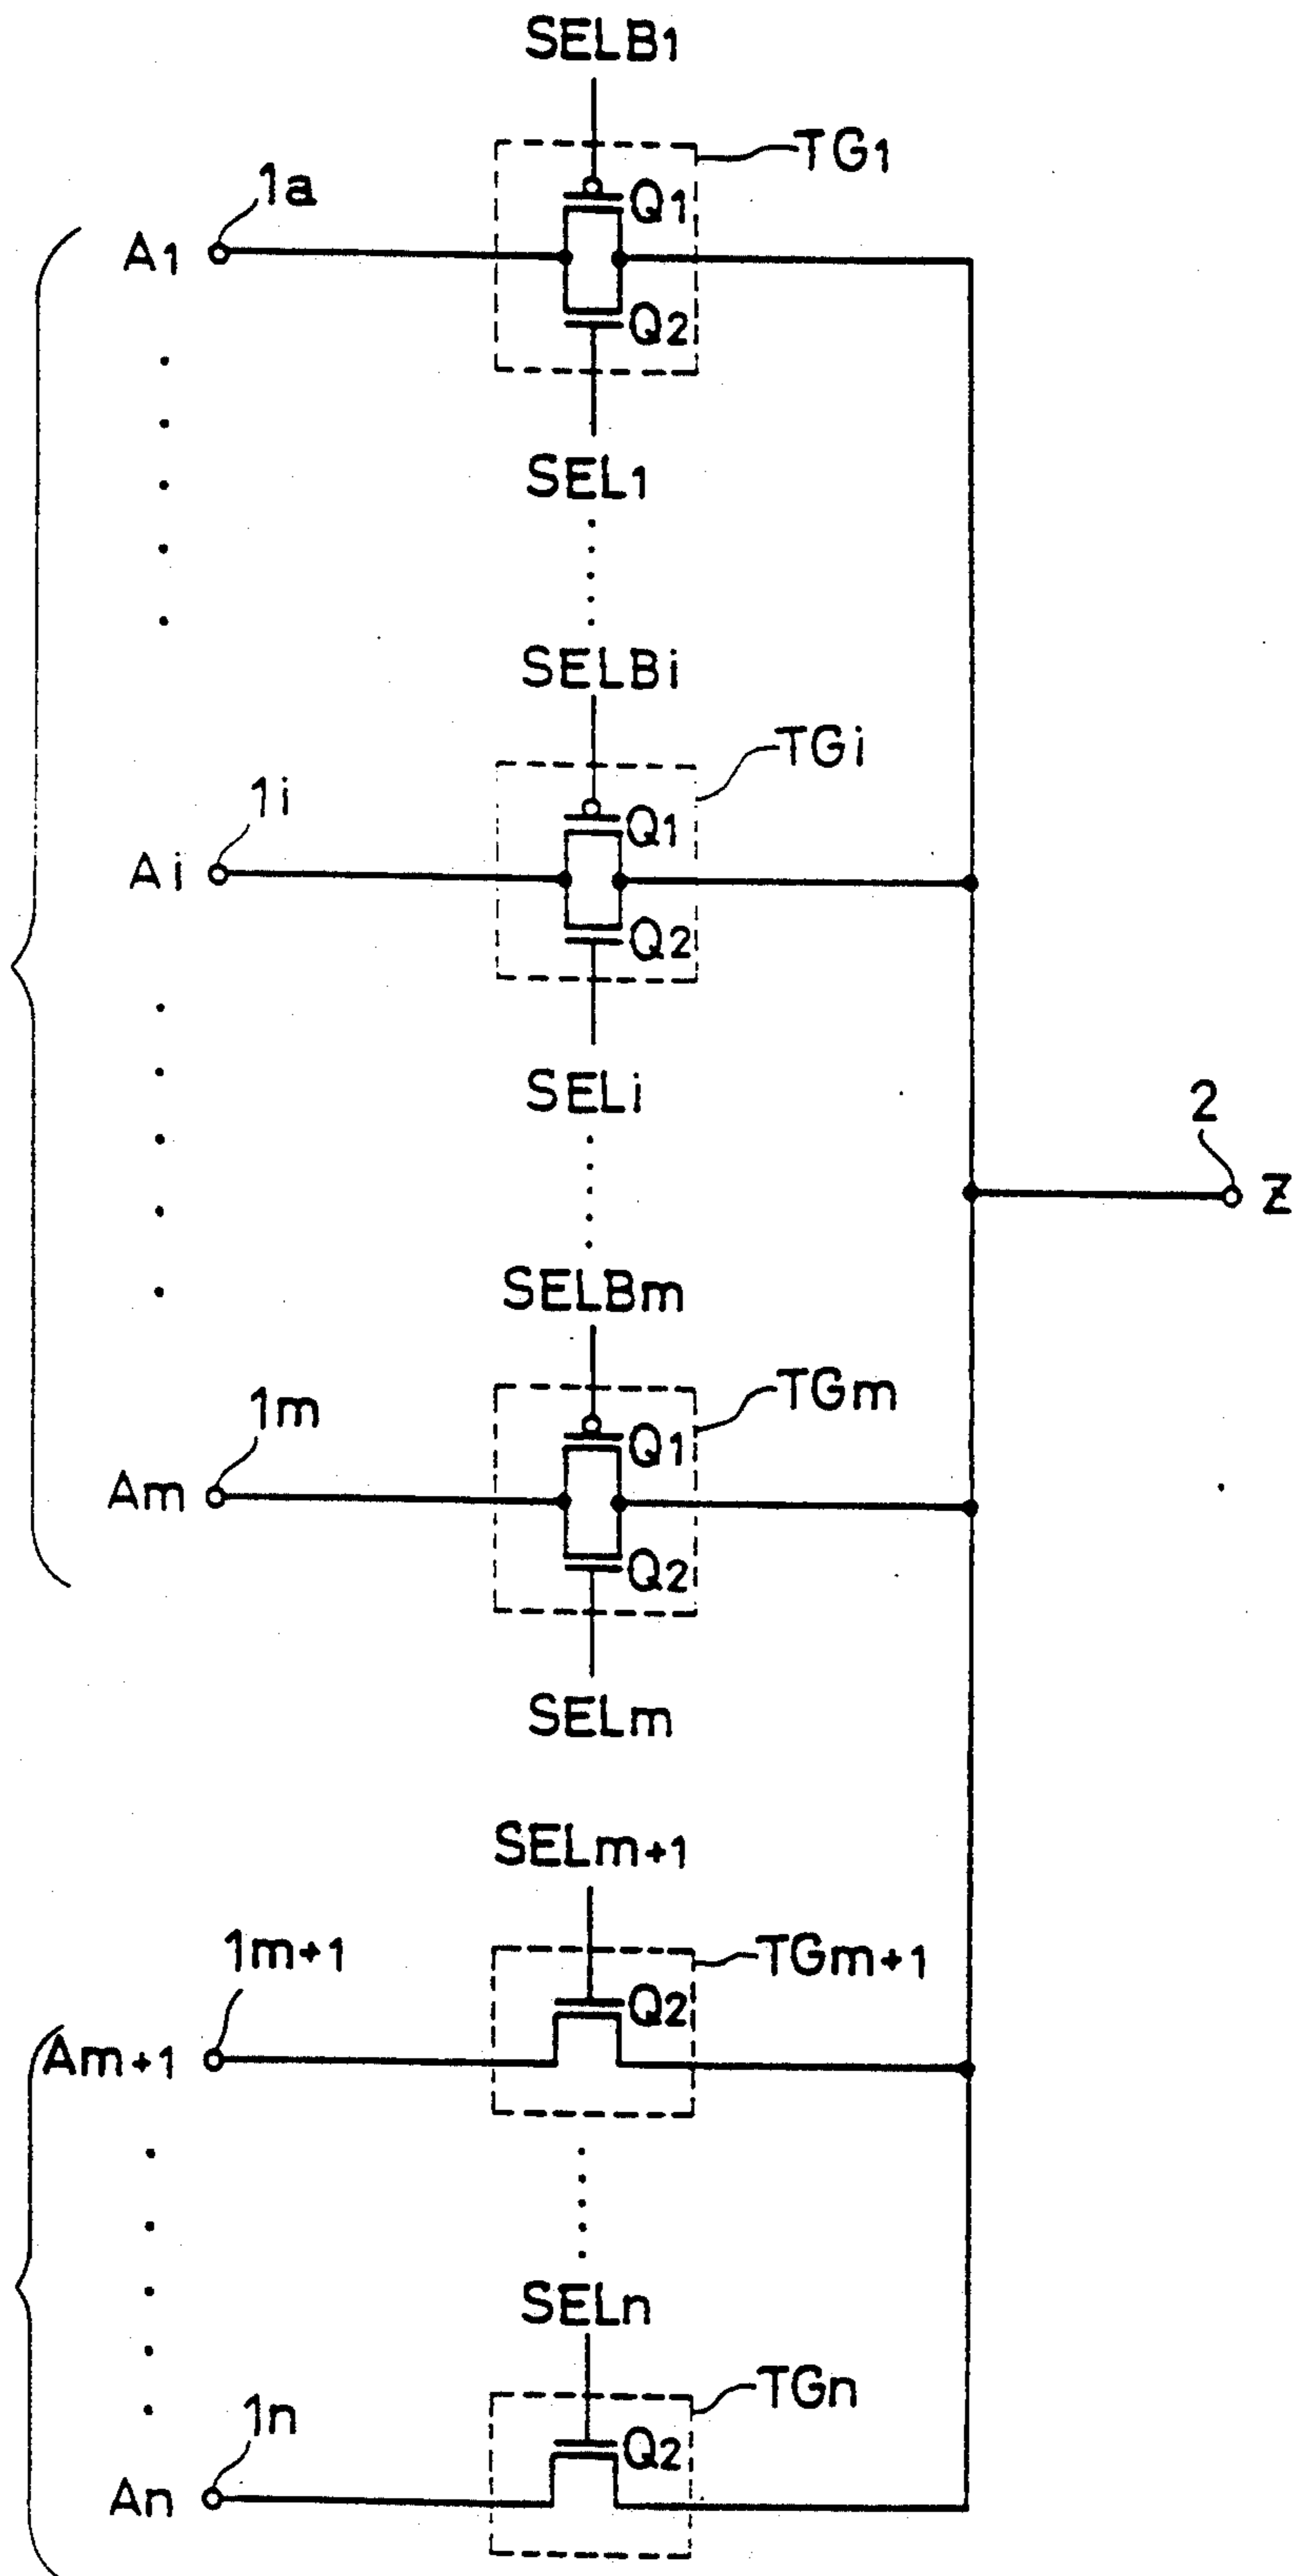 SELB1
TG1
1a
Q1
A1
Q2
SEL1
SELBi
TGi
1i
Q1
Ai
Q2
SELi
2
Z
SELBm
TGm
1m
Q1
Am
Q2
SELm
SELm+1
1m+1
TGm+1
Q2
Am+1
SELn
TGn
1n
Q2
An